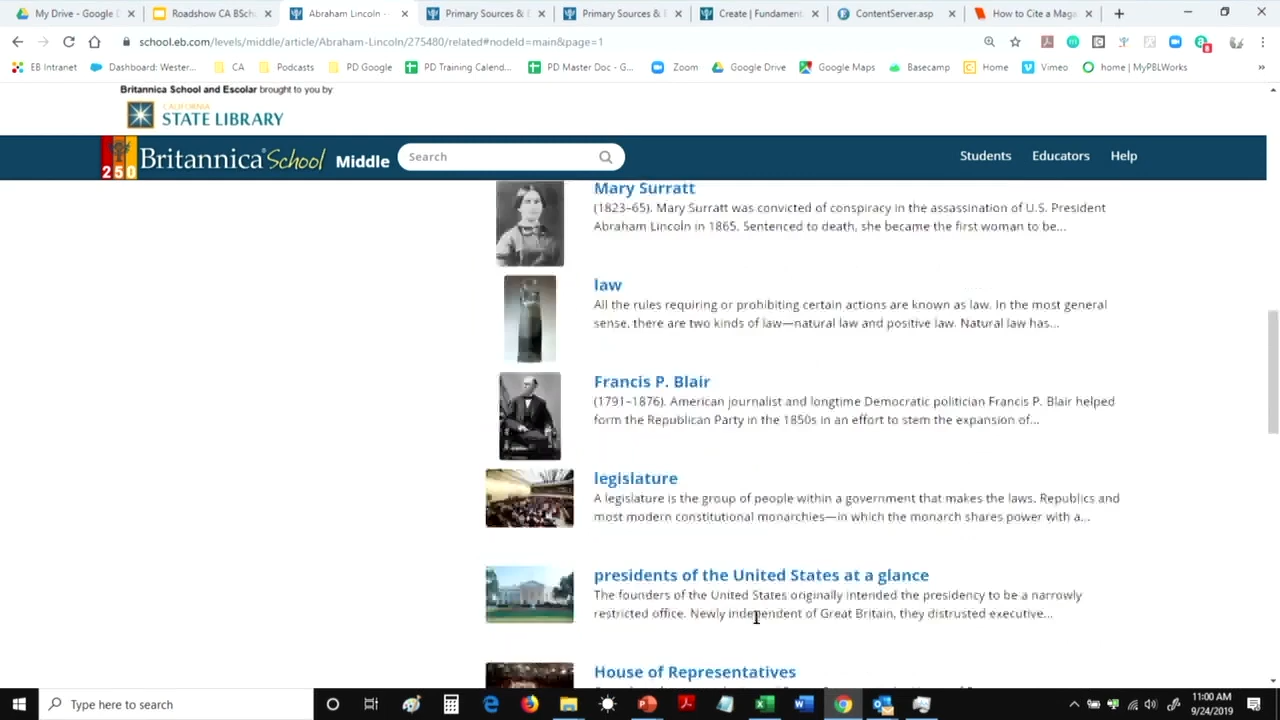 My Drive - Google D
Roadshow CA BSch
Abraham Lincoln -
Primary Sources & E
Primary Sources & E
Create | Fundament
ContentServer.asp
How to Cite a Maga
school.eb.com/levels/middle/article/Abraham-Lincoln/275480/related#nodeId=main&page=1
EB Intranet
Dashboard: Wester...
CA
Podcasts
PD Google
PD Training Calend...
PD Master Doc - G...
Zoom
Google Drive
Google Maps
Basecamp
Home
Vimeo
home | MyPBLWorks
Britannica School and Escolar brought to you by
CALIFORNIA
STATE LIBRARY
250
Britannica School Middle
Search
Students
Educators
Help
Mary Surratt
(1823–65). Mary Surratt was convicted of conspiracy in the assassination of U.S. President
Abraham Lincoln in 1865. Sentenced to death, she became the first woman to be...
law
All the rules requiring or prohibiting certain actions are known as law. In the most general
sense, there are two kinds of law—natural law and positive law. Natural law has...
Francis P. Blair
(1791–1876). American journalist and longtime Democratic politician Francis P. Blair helped
form the Republican Party in the 1850s in an effort to stem the expansion of...
legislature
A legislature is the group of people within a government that makes the laws. Republics and
most modern constitutional monarchies—in which the monarch shares power with a...
presidents of the United States at a glance
The founders of the United States originally intended the presidency to be a narrowly
restricted office. Newly independent of Great Britain, they distrusted executive...
House of Representatives
Type here to search
11:00 AM
9/24/2019